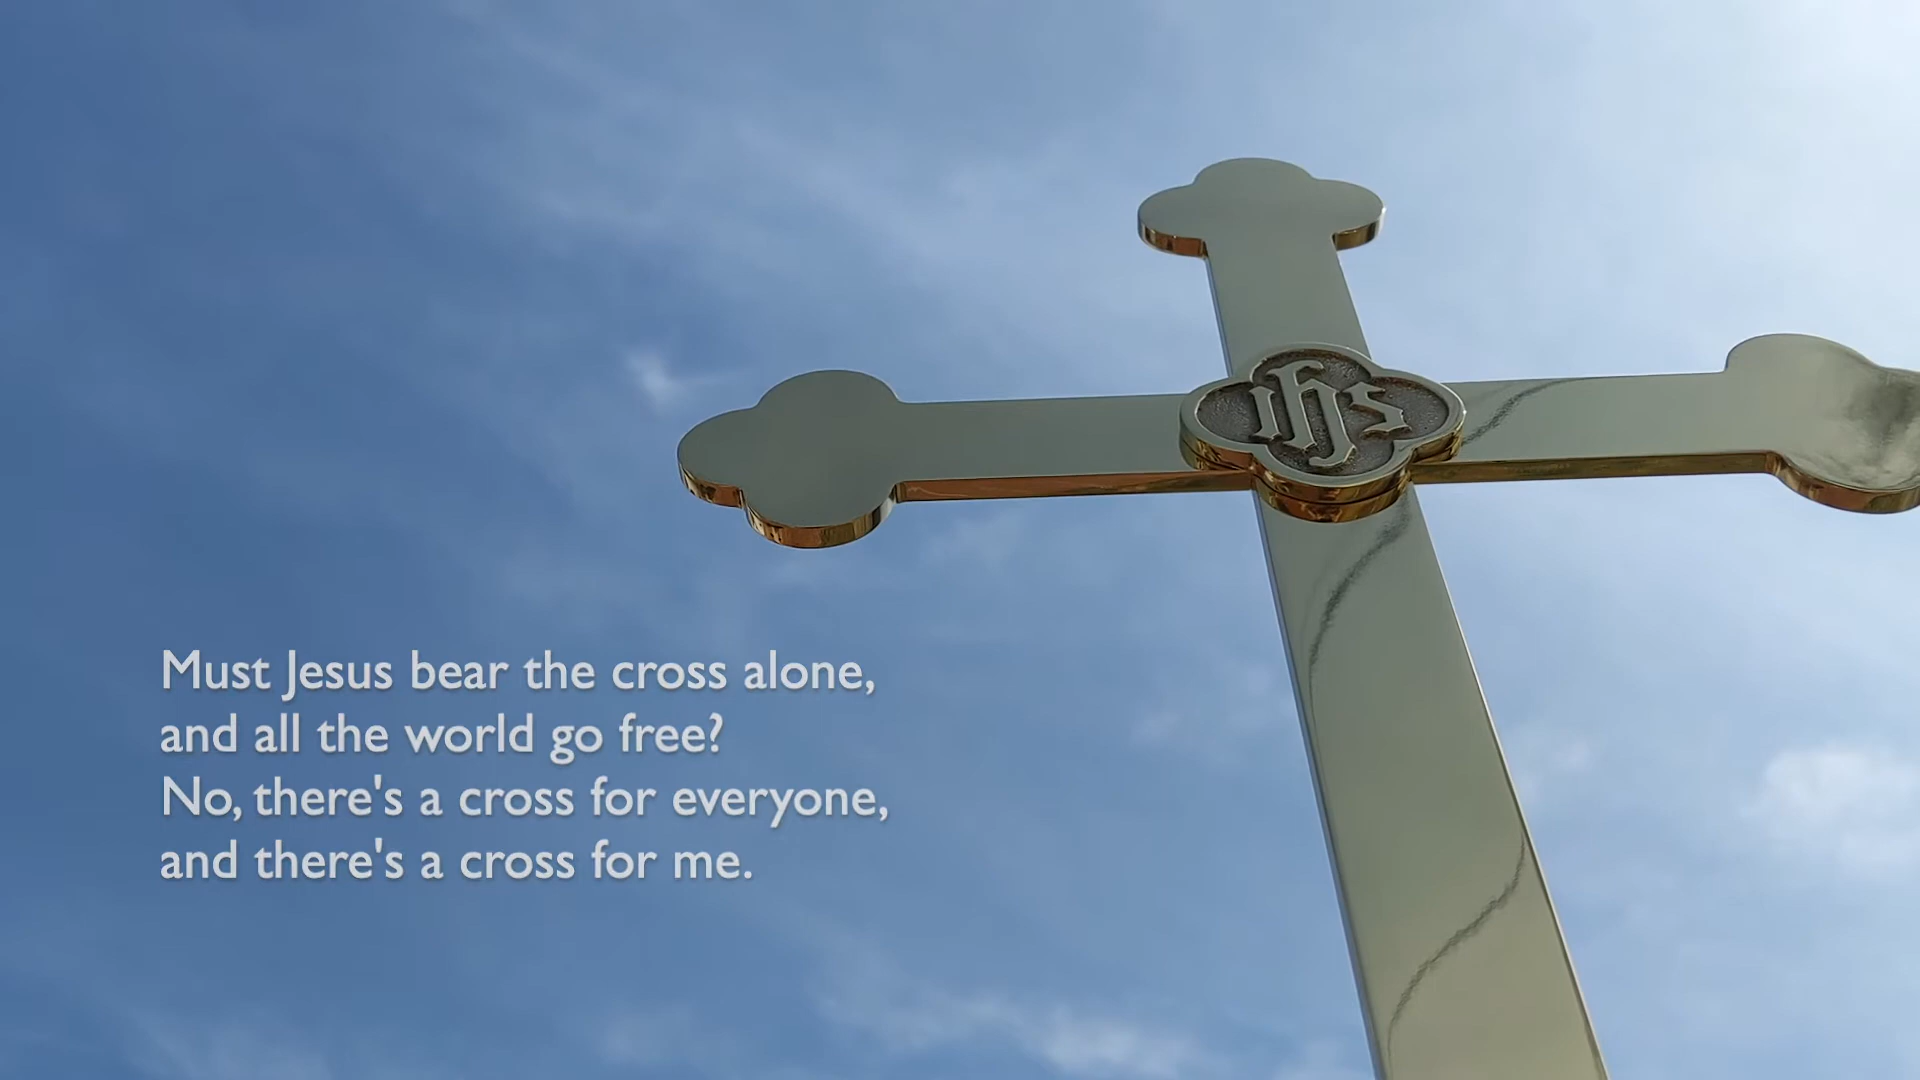 ihs
Must Jesus bear the cross alone,
and all the world go free?
No, there's a cross for everyone,
and there's a cross for me.